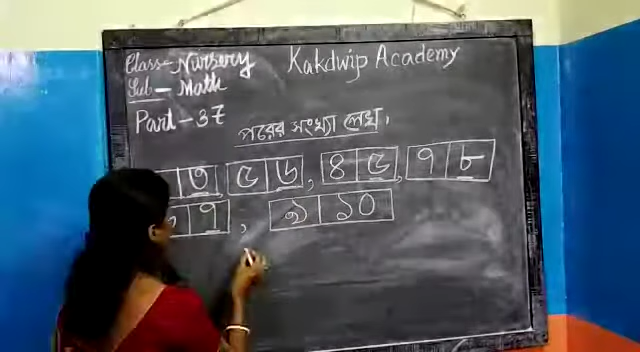 Class - Nursery
Kakdwip Academy
Sub - Math
Part - 37
পরের সংখ্যা লেখ,
৩, ৫ ৬, ৪ ৫, ৭ ৮
৭, ৯ ১০